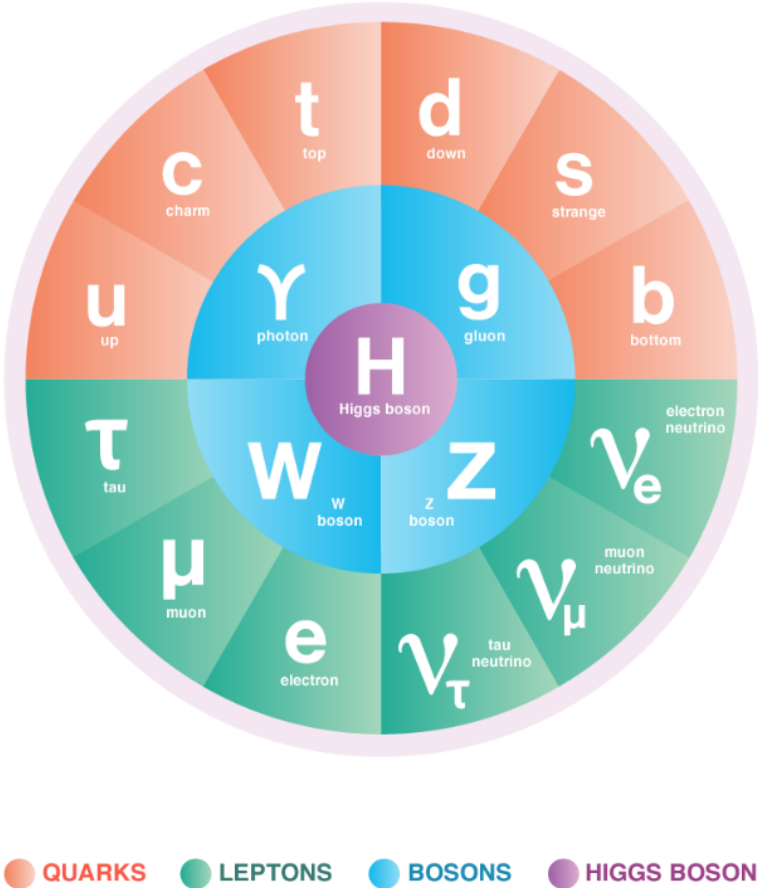 t
top
d
down
c
charm
s
strange
u
up
b
bottom
γ
photon
g
gluon
H
Higgs boson
W
W
boson
Z
Z
boson
τ
tau
μ
muon
e
electron
ντ
tau
neutrino
νμ
muon
neutrino
νe
electron
neutrino
QUARKS
LEPTONS
BOSONS
HIGGS BOSON